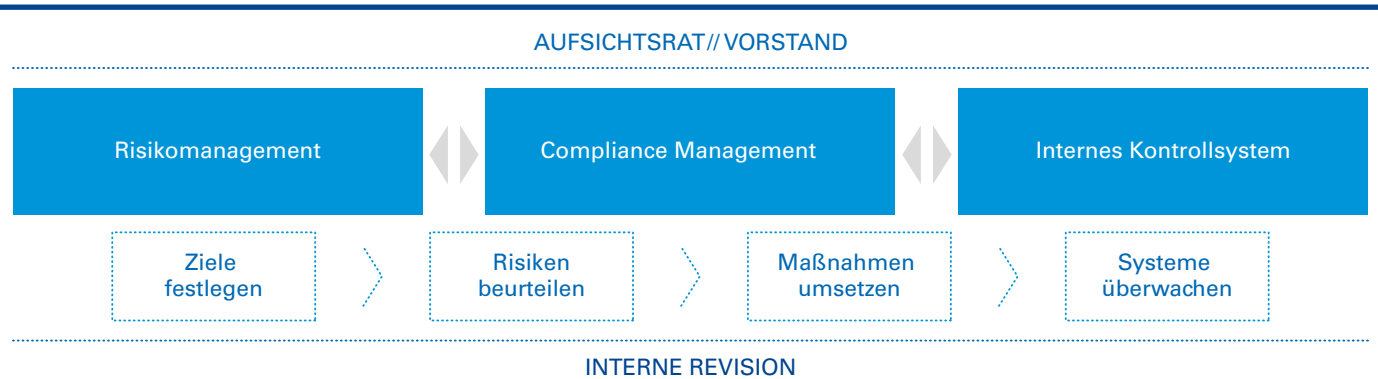 AUFSICHTSRAT // VORSTAND
Risikomanagement
Compliance Management
Internes Kontrollsystem
Ziele
festlegen
Risiken
beurteilen
Maßnahmen
umsetzen
Systeme
überwachen
INTERNE REVISION